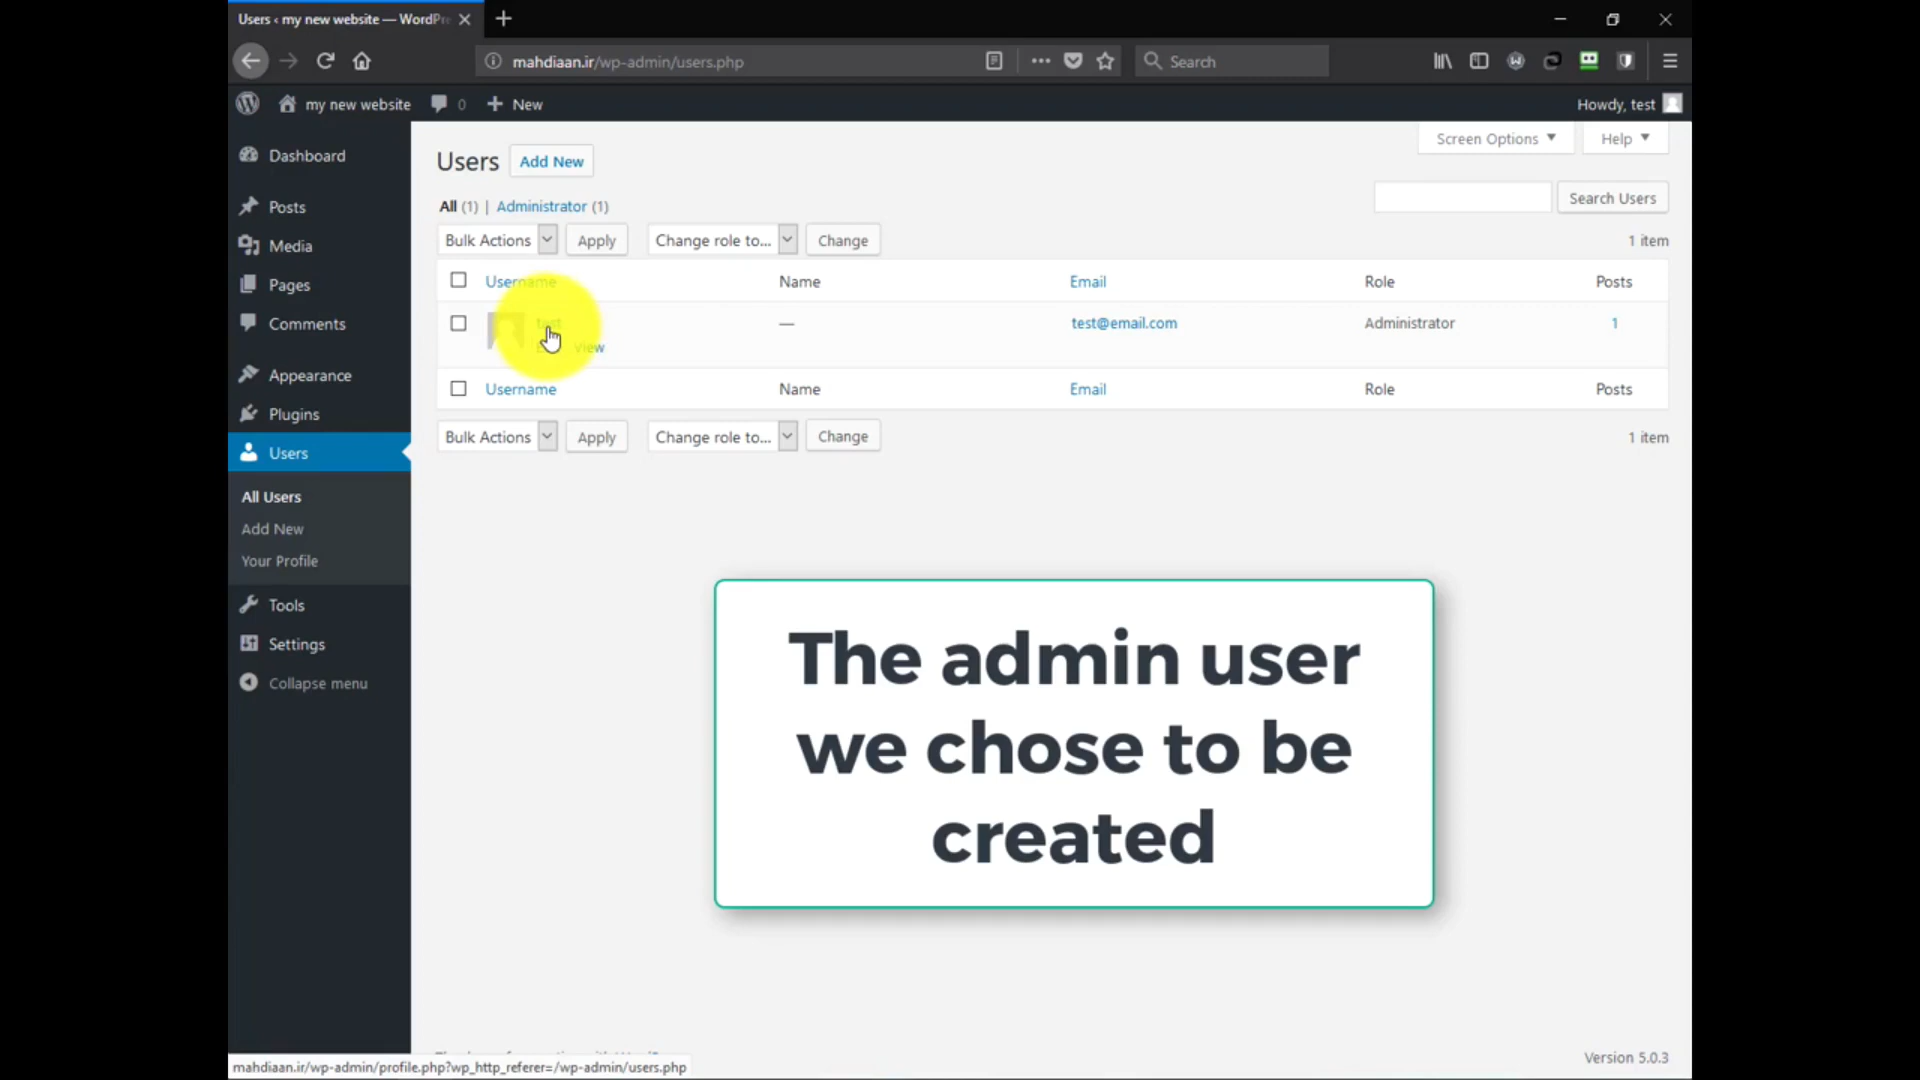 Users ‹ my new website — WordPr
mahdiaan.ir/wp-admin/users.php
Search
my new website
0
New
Howdy, test
Dashboard
Posts
Media
Pages
Comments
Appearance
Plugins
Users
All Users
Add New
Your Profile
Tools
Settings
Collapse menu
Screen Options
Help
Users
Add New
All (1) | Administrator (1)
Search Users
Bulk Actions
Apply
Change role to...
Change
1 item
Username
Name
Email
Role
Posts
test
—
test@email.com
Administrator
1
View
Username
Name
Email
Role
Posts
Bulk Actions
Apply
Change role to...
Change
1 item
The admin user
we chose to be
created
Version 5.0.3
mahdiaan.ir/wp-admin/profile.php?wp_http_referer=/wp-admin/users.php